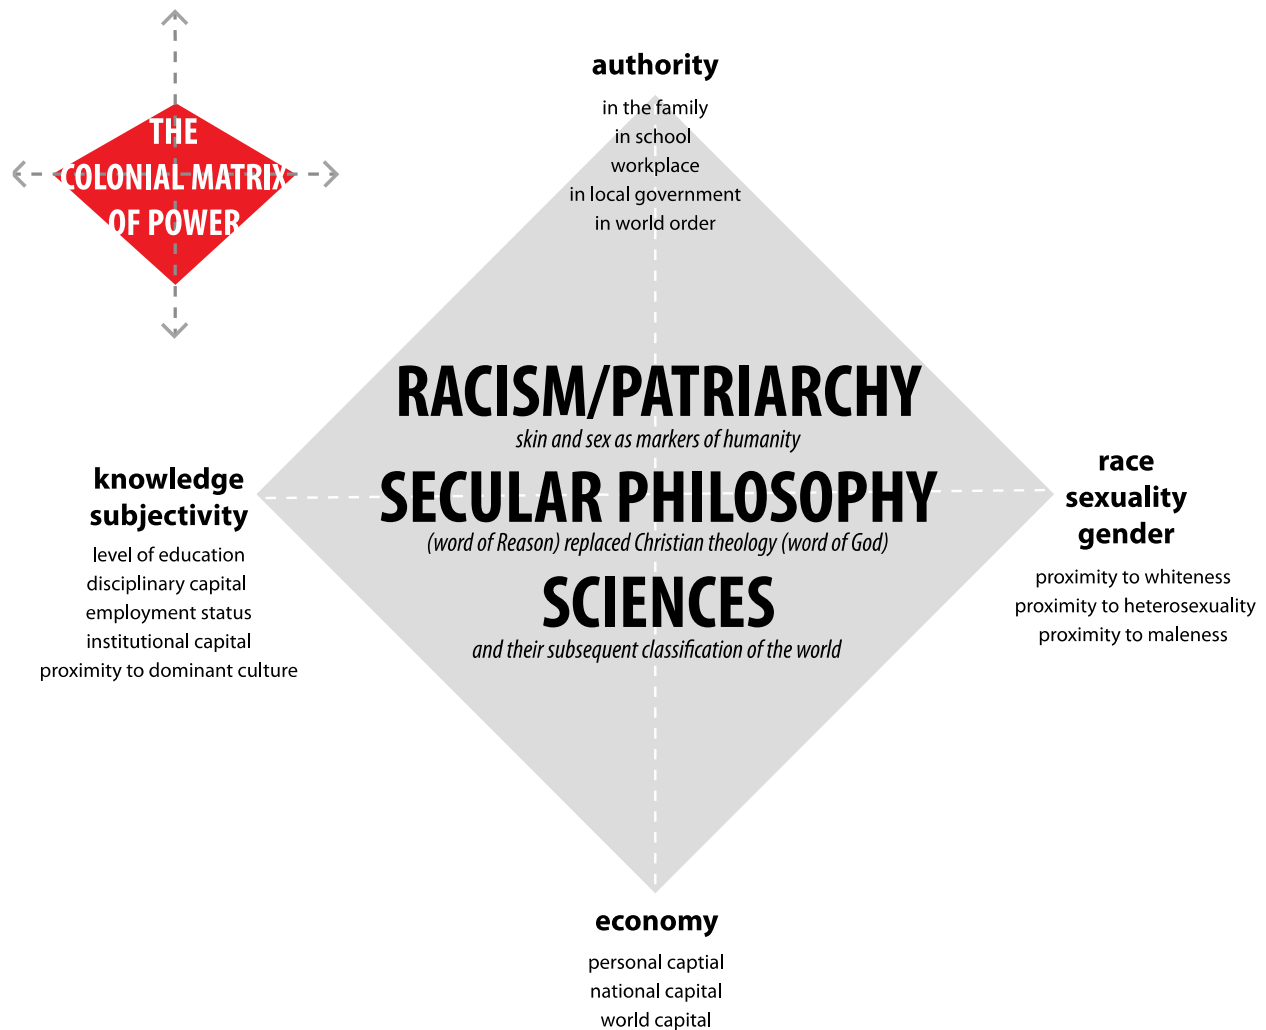 THE
COLONIAL MATRIX
OF POWER
authority
in the family
in school
workplace
in local government
in world order
RACISM/PATRIARCHY
skin and sex as markers of humanity
SECULAR PHILOSOPHY
(word of Reason) replaced Christian theology (word of God)
SCIENCES
and their subsequent classification of the world
knowledge
subjectivity
level of education
disciplinary capital
employment status
institutional capital
proximity to dominant culture
race
sexuality
gender
proximity to whiteness
proximity to heterosexuality
proximity to maleness
economy
personal captial
national capital
world capital